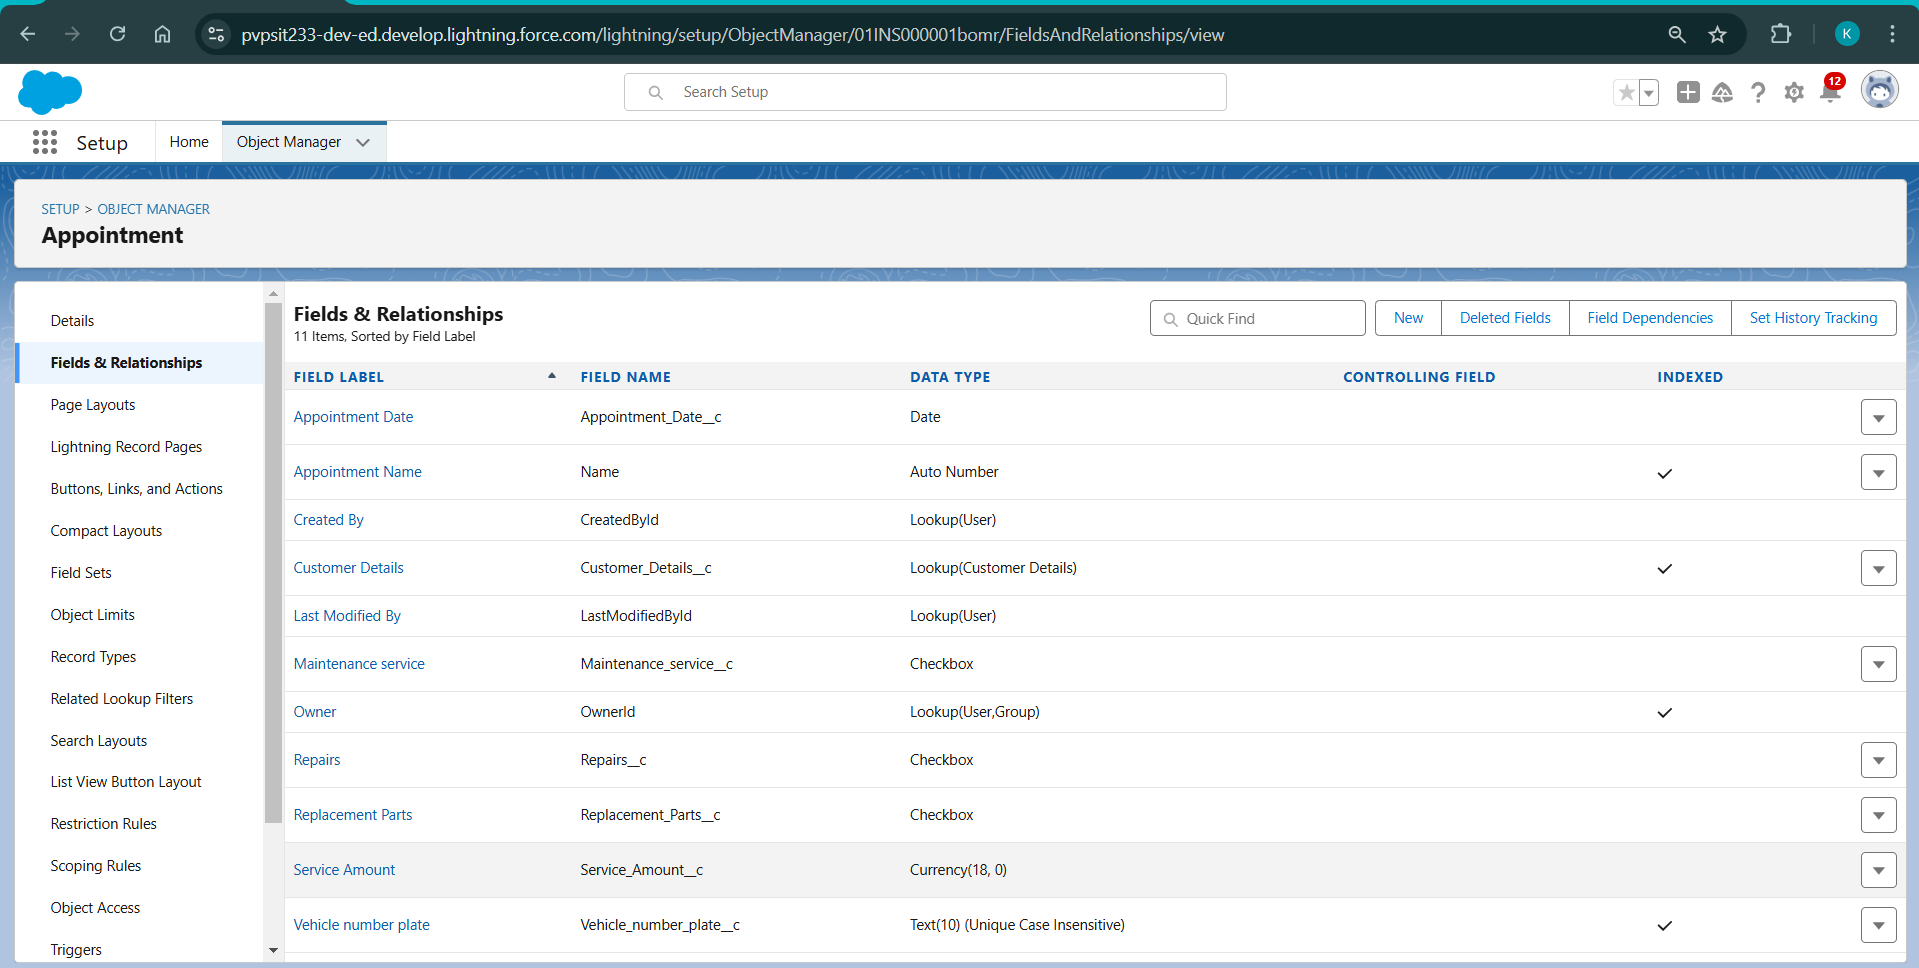 pvpsit233-dev-ed.develop.lightning.force.com/lightning/setup/ObjectManager/01INS000001bomr/FieldsAndRelationships/view
K
Search Setup
12
Setup
Home
Object Manager
SETUP > OBJECT MANAGER
Appointment
Details
Fields & Relationships
Page Layouts
Lightning Record Pages
Buttons, Links, and Actions
Compact Layouts
Field Sets
Object Limits
Record Types
Related Lookup Filters
Search Layouts
List View Button Layout
Restriction Rules
Scoping Rules
Object Access
Triggers
Fields & Relationships
11 Items, Sorted by Field Label
Quick Find
New
Deleted Fields
Field Dependencies
Set History Tracking
FIELD LABEL FIELD NAME DATA TYPE CONTROLLING FIELD INDEXED
Appointment Date Appointment_Date__c Date
Appointment Name Name Auto Number
Created By CreatedById Lookup(User)
Customer Details Customer_Details__c Lookup(Customer Details)
Last Modified By LastModifiedById Lookup(User)
Maintenance service Maintenance_service__c Checkbox
Owner OwnerId Lookup(User,Group)
Repairs Repairs__c Checkbox
Replacement Parts Replacement_Parts__c Checkbox
Service Amount Service_Amount__c Currency(18, 0)
Vehicle number plate Vehicle_number_plate__c Text(10) (Unique Case Insensitive)